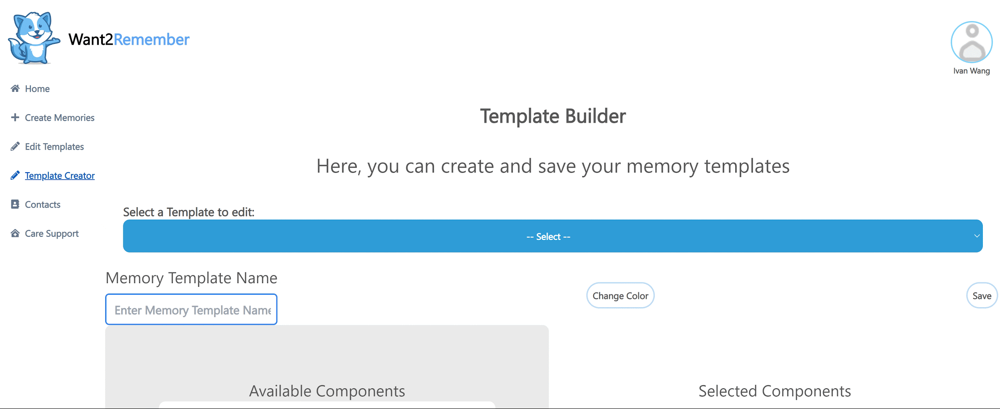 Want2Remember
Ivan Wang
Home
Create Memories
Edit Templates
Template Creator
Contacts
Care Support
Template Builder
Here, you can create and save your memory templates
Select a Template to edit:
-- Select --
Memory Template Name
Enter Memory Template Name
Change Color
Save
Available Components
Selected Components